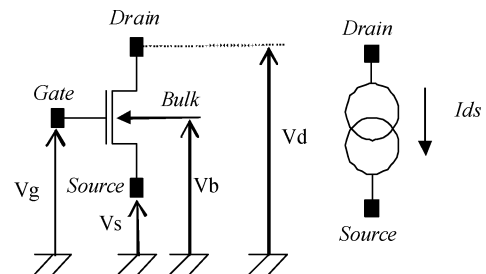 Drain
Gate
Bulk
Source
Vg
Vs
Vb
Vd
Drain
Ids
Source